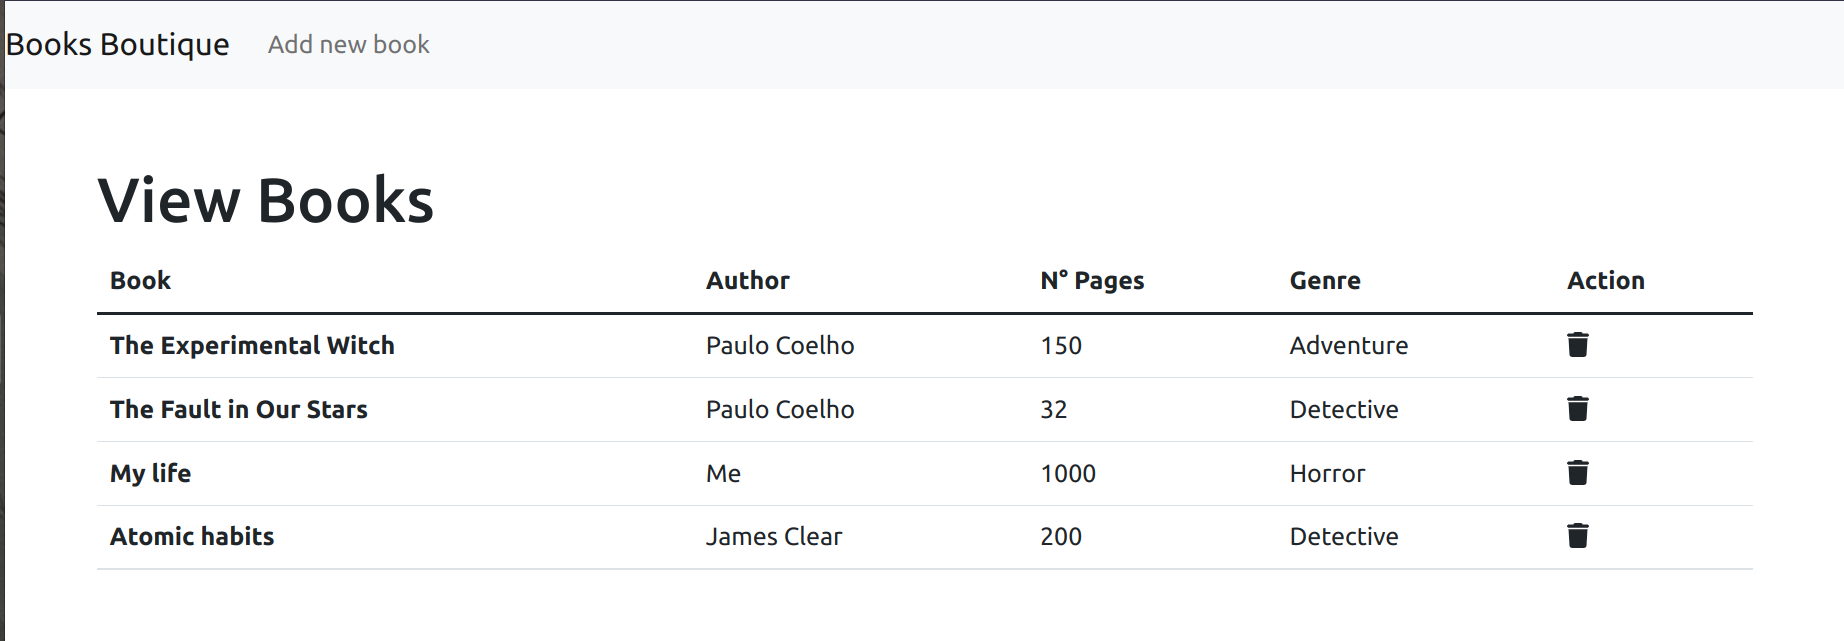 Books Boutique Add new book
View Books
Book Author N° Pages Genre Action
The Experimental Witch Paulo Coelho 150 Adventure
The Fault in Our Stars Paulo Coelho 32 Detective
My life Me 1000 Horror
Atomic habits James Clear 200 Detective